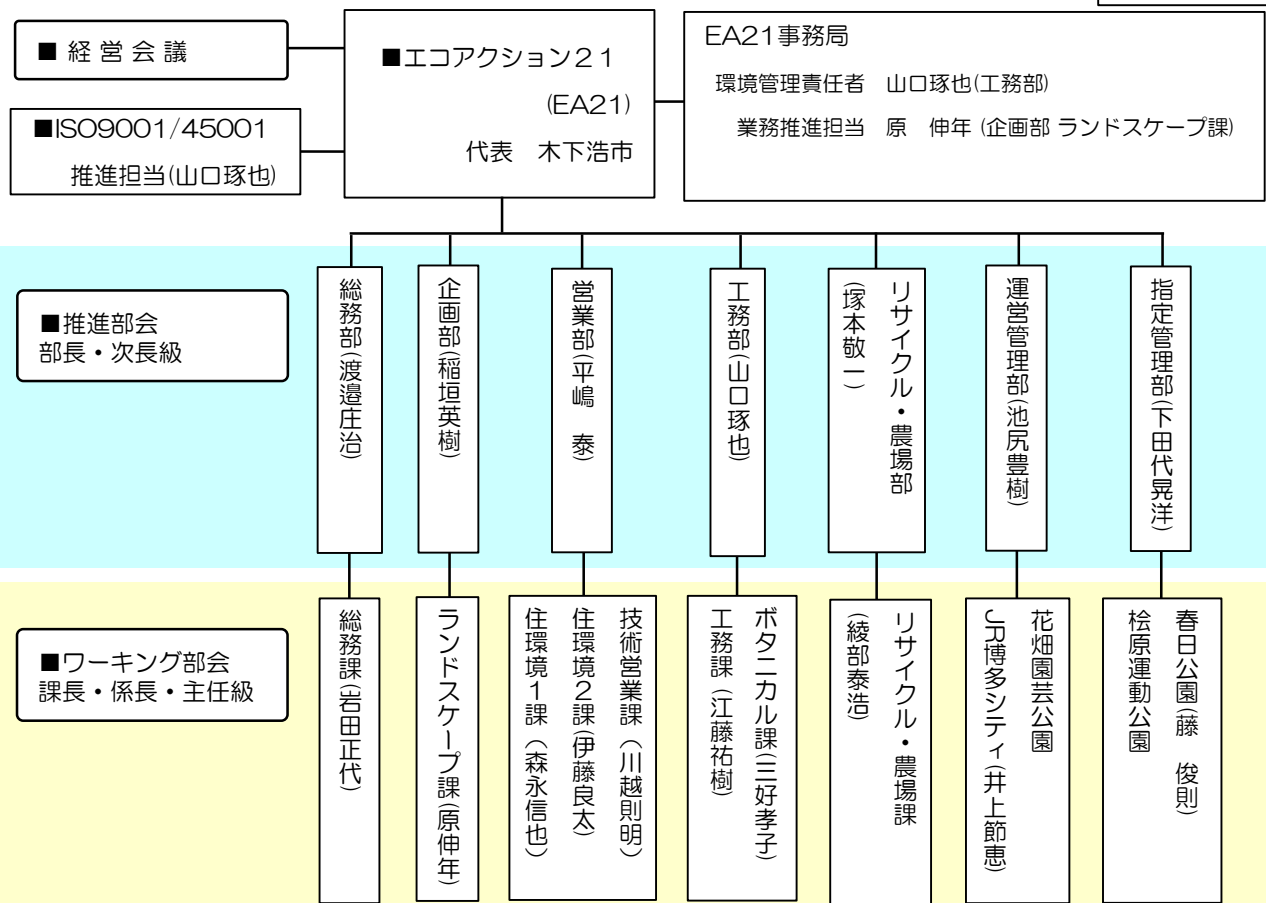 ■ 経 営 会 議
■ISO9001/45001
推進担当(山口琢也)
■エコアクション２１
(EA21)
代表　木下浩市
EA21事務局
環境管理責任者　山口琢也(工務部)
業務推進担当　原　伸年 (企画部 ランドスケープ課)
■推進部会
部長・次長級
総務部(渡邉庄治)
企画部(稲垣英樹)
営業部(平嶋　泰)
工務部(山口琢也)
リサイクル・農場部
(塚本敬一)
運営管理部(池尻豊樹)
指定管理部(下田代晃洋)
■ワーキング部会
課長・係長・主任級
総務課(岩田正代)
ランドスケープ課(原伸年)
技術営業課（川越則明）
住環境２課(伊藤良太)
住環境１課（森永信也）
ボタニカル課(三好孝子)
工務課（江藤祐樹）
リサイクル・農場課
(綾部泰浩)
花畑園芸公園
JR博多シティ(井上節恵)
春日公園(藤　俊則)
桧原運動公園